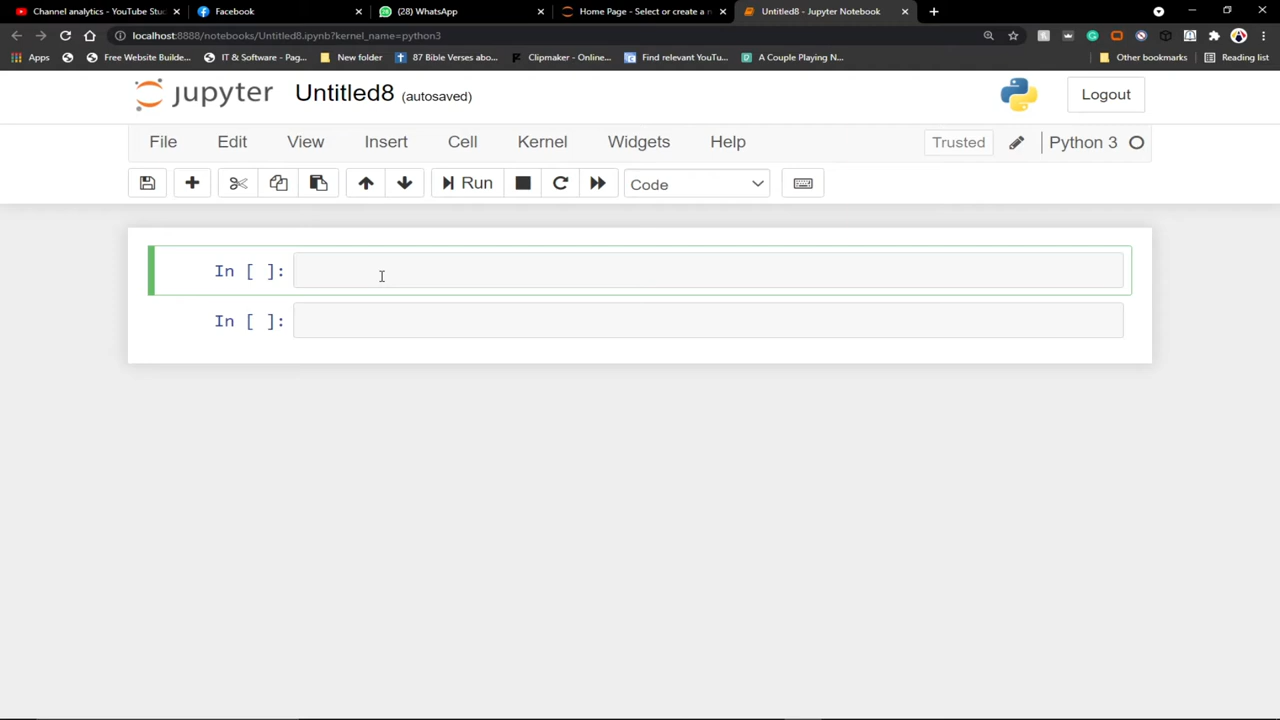 Channel analytics - YouTube Stu
Facebook
(28) WhatsApp
Home Page - Select or create a n
Untitled8 - Jupyter Notebook
localhost:8888/notebooks/Untitled8.ipynb?kernel_name=python3
Apps
Free Website Builde...
IT & Software - Pag...
New folder
87 Bible Verses abo...
Clipmaker - Onlin...
Find relevant YouTu...
A Couple Playing N...
Other bookmarks
Reading list
jupyter Untitled8 (autosaved)
Logout
File Edit View Insert Cell Kernel Widgets Help
Trusted
Python 3
Run
Code
In [ ]:
In [ ]: